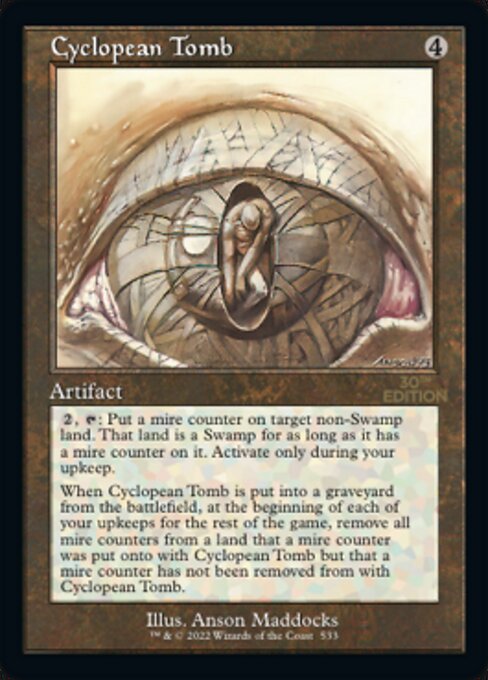 Cyclopean Tomb 4
Artifact
30TH EDITION
2, T: Put a mire counter on target non-Swamp
land. That land is a Swamp for as long as it has
a mire counter on it. Activate only during your
upkeep.
When Cyclopean Tomb is put into a graveyard
from the battlefield, at the beginning of each of
your upkeeps for the rest of the game, remove all
mire counters from a land that a mire counter
was put onto with Cyclopean Tomb but that a
mire counter has not been removed from with
Cyclopean Tomb.
Illus. Anson Maddocks
™ & © 2022 Wizards of the Coast 533